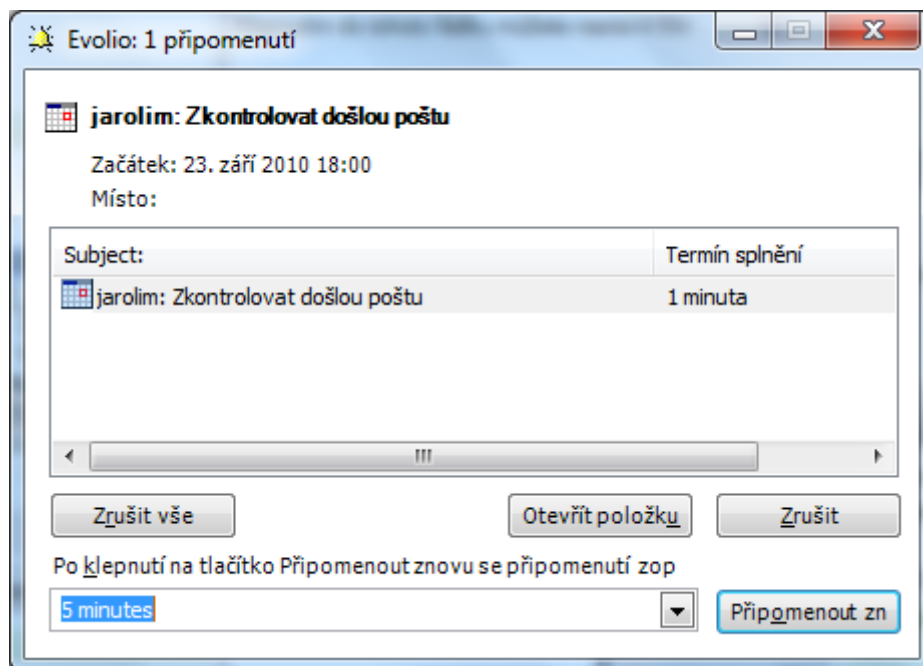 Evolio: 1 připomenutí
jarolim: Zkontrolovat došlou poštu
Začátek: 23. září 2010 18:00
Místo:
Subject: Termín splnění
jarolim: Zkontrolovat došlou poštu 1 minuta
Zrušit vše Otevřít položku Zrušit
Po klepnutí na tlačítko Připomenout znovu se připomenutí zop
5 minutes Připomenout zn